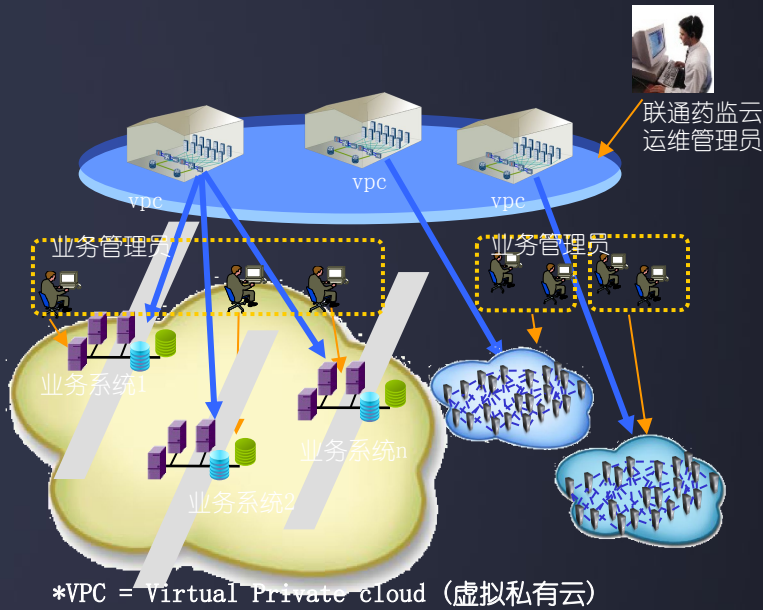 联通药监云
运维管理员
vpc
vpc
vpc
业务管理员
业务管理员
业务系统1
业务系统n
业务系统2
*VPC = Virtual Private cloud (虚拟私有云)